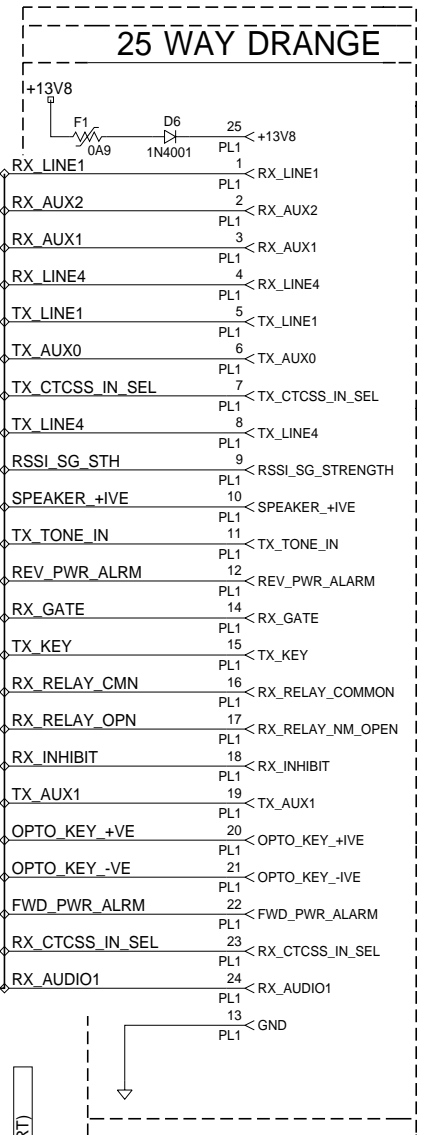 25 WAY DRANGE
+13V8
F1 D6 25
0A9 1N4001 PL1 +13V8
RX_LINE1 1 PL1 RX_LINE1
RX_AUX2 2 PL1 RX_AUX2
RX_AUX1 3 PL1 RX_AUX1
RX_LINE4 4 PL1 RX_LINE4
TX_LINE1 5 PL1 TX_LINE1
TX_AUX0 6 PL1 TX_AUX0
TX_CTCSS_IN_SEL 7 PL1 TX_CTCSS_IN_SEL
TX_LINE4 8 PL1 TX_LINE4
RSSI_SG_STH 9 PL1 RSSI_SG_STRENGTH
SPEAKER_+IVE 10 PL1 SPEAKER_+IVE
TX_TONE_IN 11 PL1 TX_TONE_IN
REV_PWR_ALRM 12 PL1 REV_PWR_ALARM
RX_GATE 14 PL1 RX_GATE
TX_KEY 15 PL1 TX_KEY
RX_RELAY_CMN 16 PL1 RX_RELAY_COMMON
RX_RELAY_OPN 17 PL1 RX_RELAY_NM_OPEN
RX_INHIBIT 18 PL1 RX_INHIBIT
TX_AUX1 19 PL1 TX_AUX1
OPTO_KEY_+VE 20 PL1 OPTO_KEY_+IVE
OPTO_KEY_-VE 21 PL1 OPTO_KEY_-IVE
FWD_PWR_ALRM 22 PL1 FWD_PWR_ALARM
RX_CTCSS_IN_SEL 23 PL1 RX_CTCSS_IN_SEL
RX_AUDIO1 24 PL1 RX_AUDIO1
13 PL1 GND